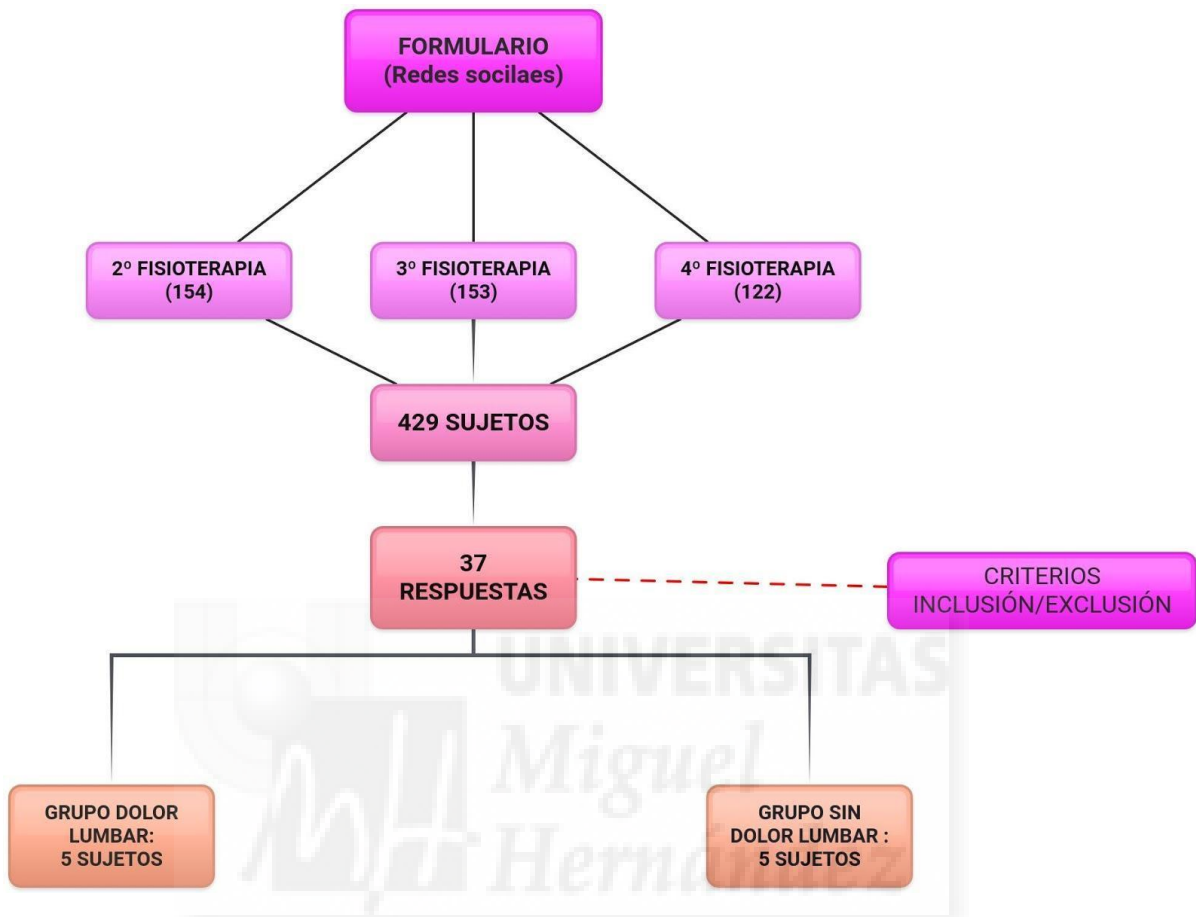 FORMULARIO
(Redes socilaes)
2º FISIOTERAPIA
(154)
3º FISIOTERAPIA
(153)
4º FISIOTERAPIA
(122)
429 SUJETOS
37
RESPUESTAS
CRITERIOS
INCLUSIÓN/EXCLUSIÓN
UNIVERSITAS
Miguel
Hernández
GRUPO DOLOR
LUMBAR:
5 SUJETOS
GRUPO SIN
DOLOR LUMBAR :
5 SUJETOS